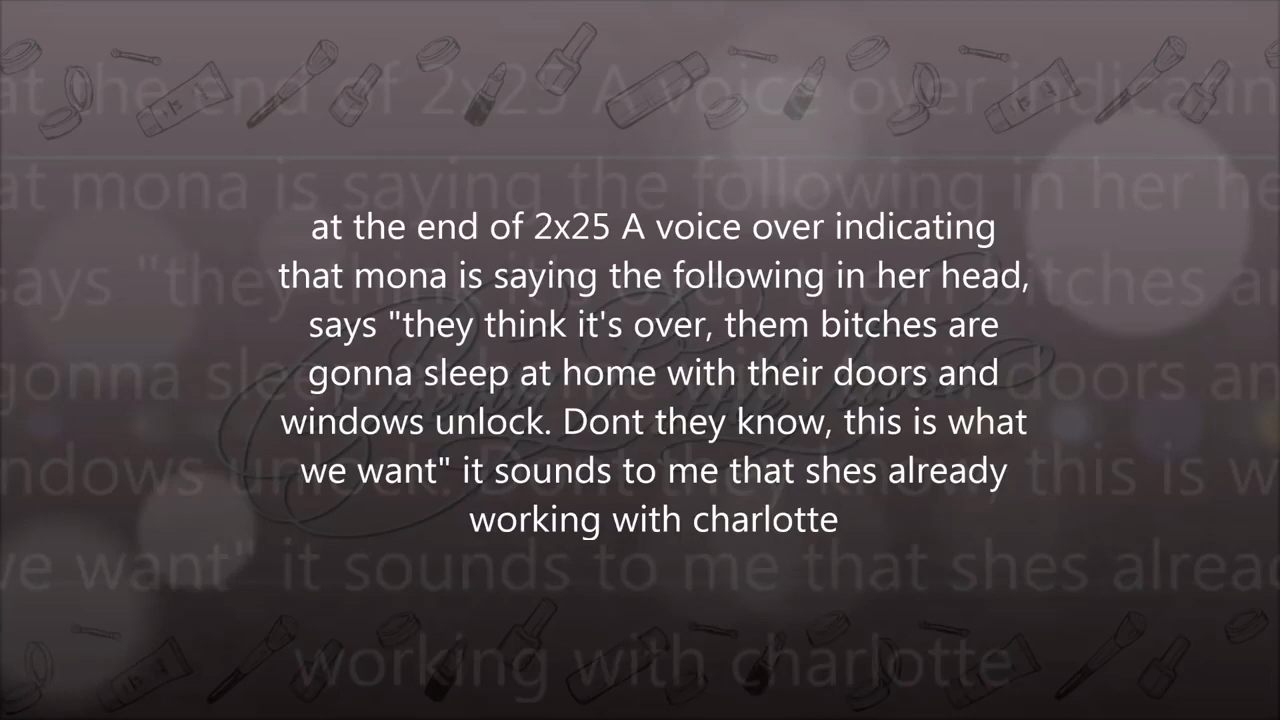 at the end of 2x25 A voice over indicating
that mona is saying the following in her head,
says "they think it's over, them bitches are
gonna sleep at home with their doors and
windows unlock. Dont they know, this is what
we want" it sounds to me that shes already
working with charlotte